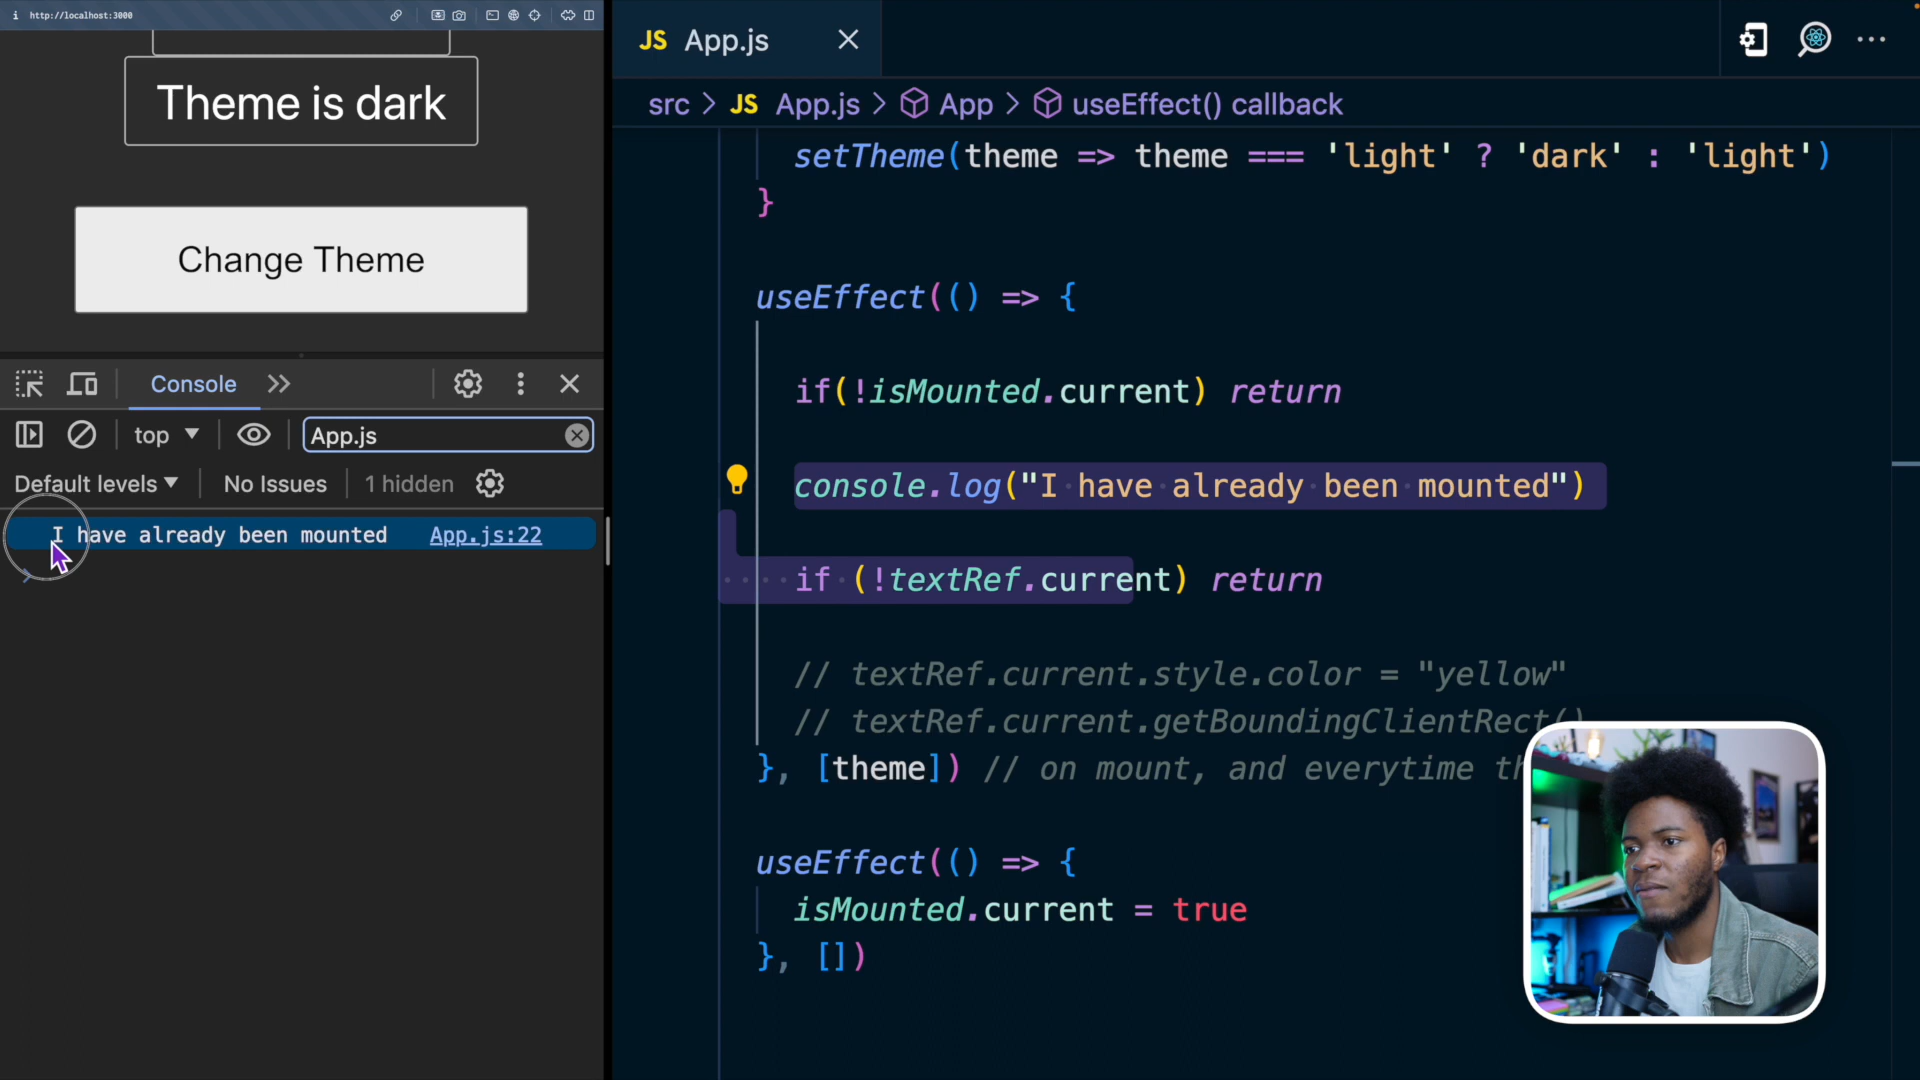 http://localhost:3000
Theme is dark
Change Theme
Console
top
App.js
Default levels
No Issues
1 hidden
I have already been mounted App.js:22
JS App.js
src > JS App.js > App > useEffect() callback
setTheme(theme => theme === 'light' ? 'dark' : 'light')
}
useEffect(() => {
if(!isMounted.current) return
console.log("I have already been mounted")
if (!textRef.current) return
// textRef.current.style.color = "yellow"
// textRef.current.getBoundingClientRect()
}, [theme]) // on mount, and everytime
useEffect(() => {
isMounted.current = true
}, [])